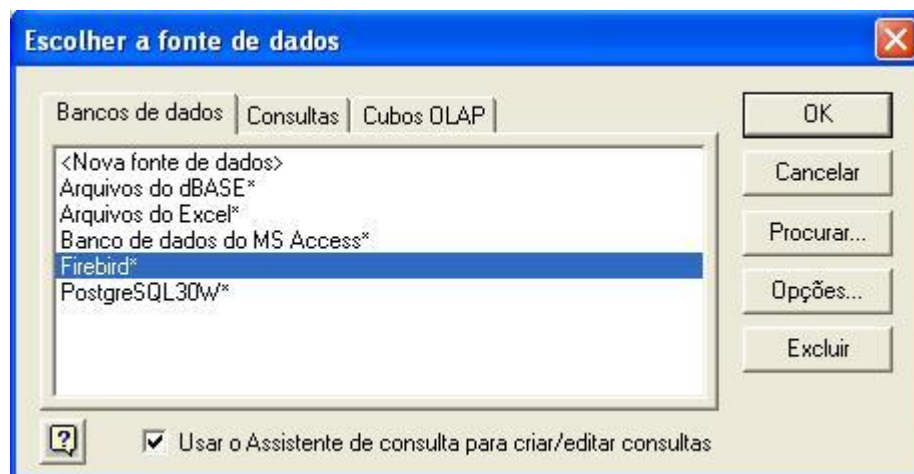 Escolher a fonte de dados
Bancos de dados Consultas Cubos OLAP
<Nova fonte de dados>
Arquivos do dBASE*
Arquivos do Excel*
Banco de dados do MS Access*
Firebird*
PostgreSQL30W*
OK
Cancelar
Procurar...
Opções...
Excluir
Usar o Assistente de consulta para criar/editar consultas